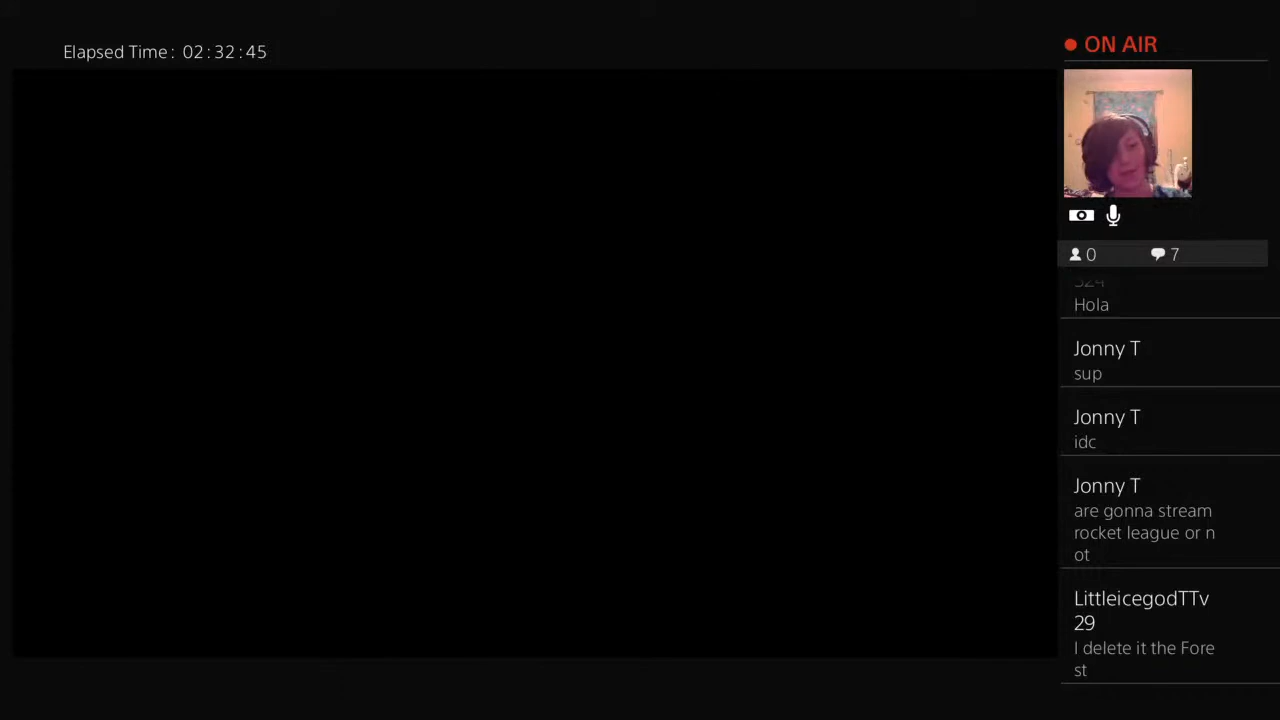 Elapsed Time: 02:32:45
ON AIR
0 7
Hola
Jonny T
sup
Jonny T
idc
Jonny T
are gonna stream
rocket league or n
ot
LittleicegodTTv
29
I delete it the Fore
st